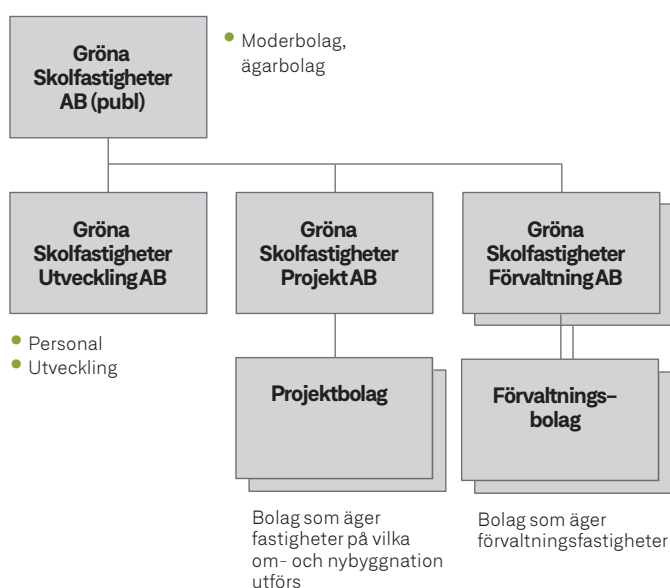 Gröna
Skolfastigheter
AB (publ)
Moderbolag,
ägarbolag
Gröna
Skolfastigheter
Utveckling AB
Gröna
Skolfastigheter
Projekt AB
Gröna
Skolfastigheter
Förvaltning AB
Personal
Utveckling
Projektbolag
Förvaltnings–
bolag
Bolag som äger
fastigheter på vilka
om- och nybyggnation
utförs
Bolag som äger
förvaltningsfastigheter